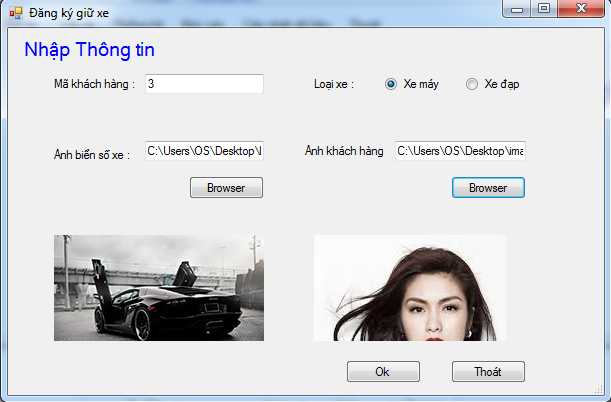 Đăng ký giữ xe
Nhập Thông tin
Mã khách hàng : 3
Loại xe : Xe máy Xe đạp
Ảnh biển số xe : C:\Users\OS\Desktop\
Ảnh khách hàng C:\Users\OS\Desktop\ima
Browser Browser
Ok Thoát